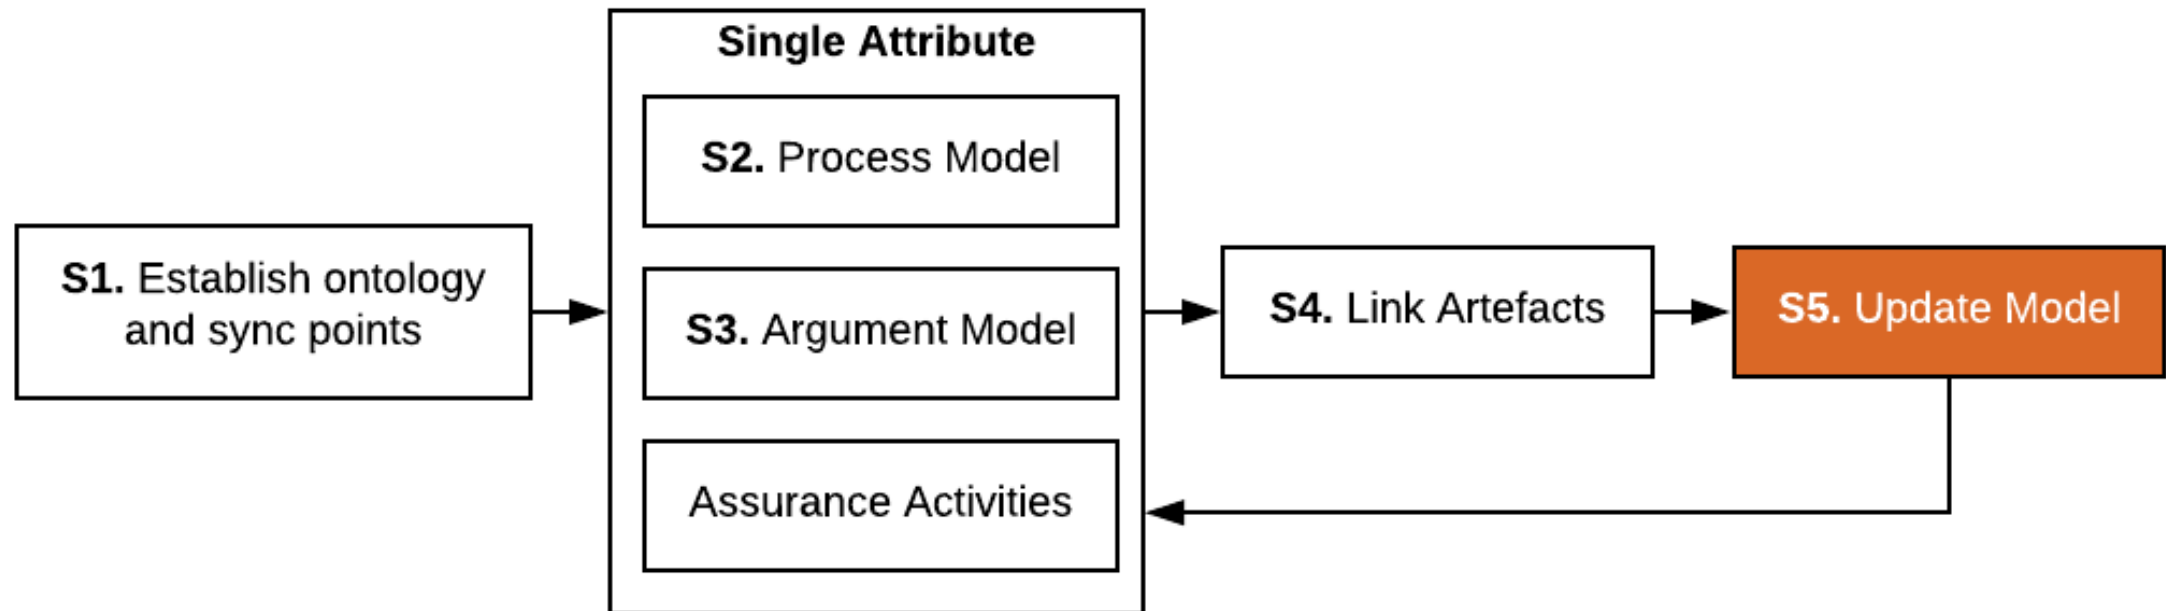 Single Attribute
S2. Process Model
S1. Establish ontology
and sync points
S3. Argument Model
Assurance Activities
S4. Link Artefacts
S5. Update Model